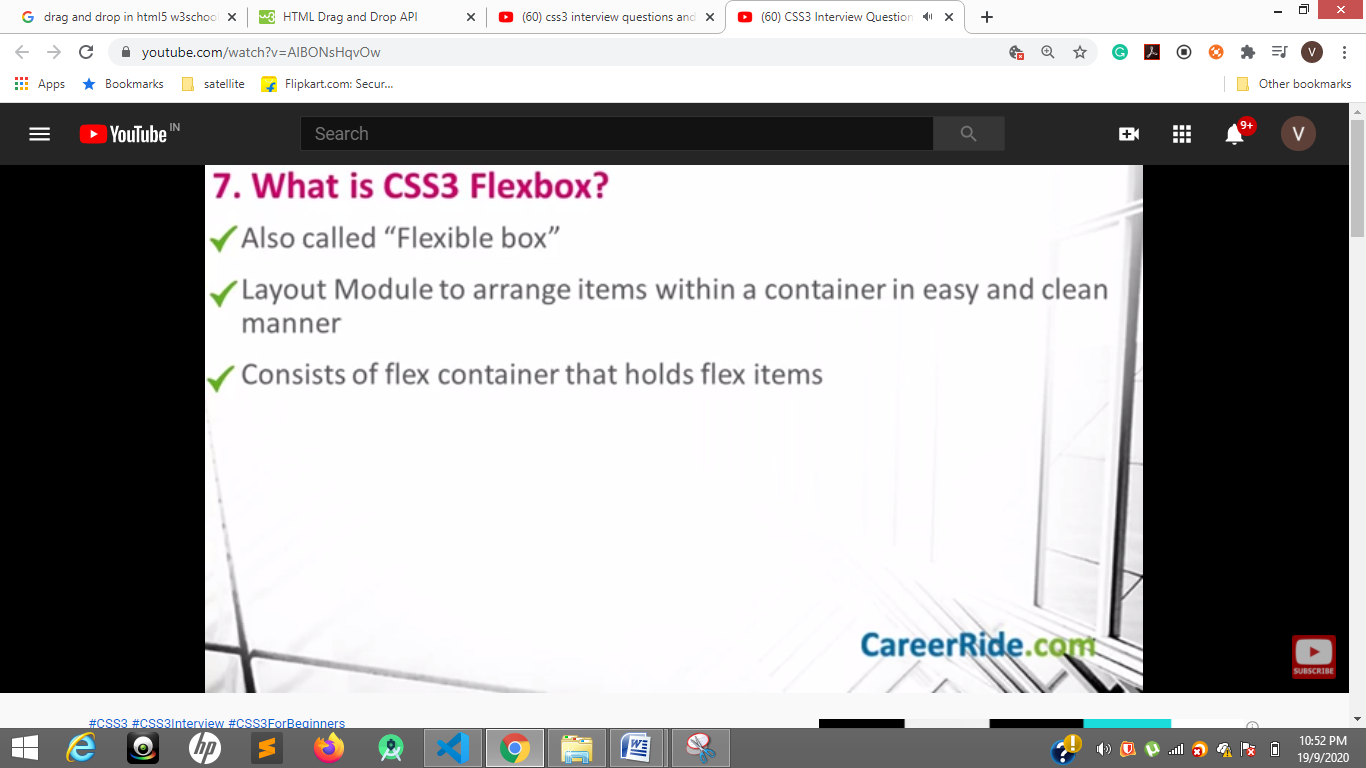 drag and drop in html5 w3school
HTML Drag and Drop API
(60) css3 interview questions and
(60) CSS3 Interview Question
youtube.com/watch?v=AIBONsHqvOw
V
Apps
Bookmarks
satellite
Flipkart.com: Secur...
Other bookmarks
YouTube IN
Search
9+
V
7. What is CSS3 Flexbox?
Also called “Flexible box”
Layout Module to arrange items within a container in easy and clean
manner
Consists of flex container that holds flex items
CareerRide.com
SUBSCRIBE
#CSS3 #CSS3Interview #CSS3ForBeginners
10:52 PM
19/9/2020